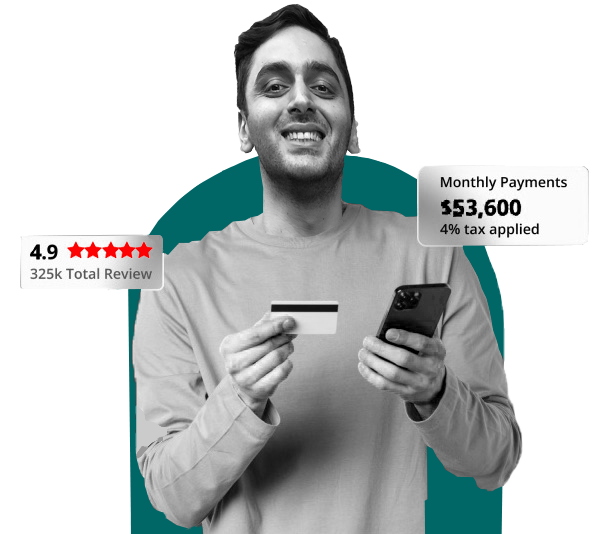 Monthly Payments
$53,600
4% tax applied
4.9
325k Total Review